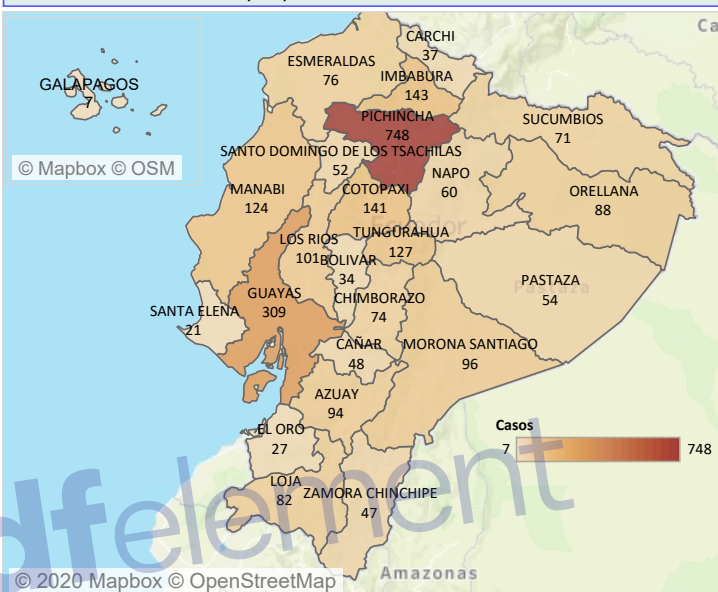 Ca
CARCHI
37
ESMERALDAS
76
IMBABURA
143
GALAPAGOS
7
PICHINCHA
748
SUCUMBIOS
71
SANTO DOMINGO DE LOS TSACHILAS
52
© Mapbox © OSM
NAPO
60
MANABI
124
COTOPAXI
141
ORELLANA
88
Ecuador
TUNGURAHUA
127
LOS RIOS
101
BOLIVAR
34
PASTAZA
54
Pastaza
GUAYAS
309
CHIMBORAZO
74
SANTA ELENA
21
CAÑAR
48
MORONA SANTIAGO
96
AZUAY
94
EL ORO
27
Casos
7 748
LOJA
82
ZAMORA CHINCHIPE
47
dfelement
Amazonas
© 2020 Mapbox © OpenStreetMap